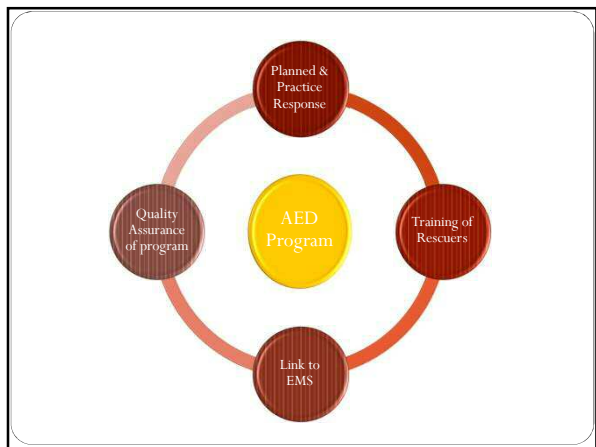 Planned &
Practice
Response
Training of
Rescuers
Link to
EMS
Quality
Assurance
of program
AED
Program